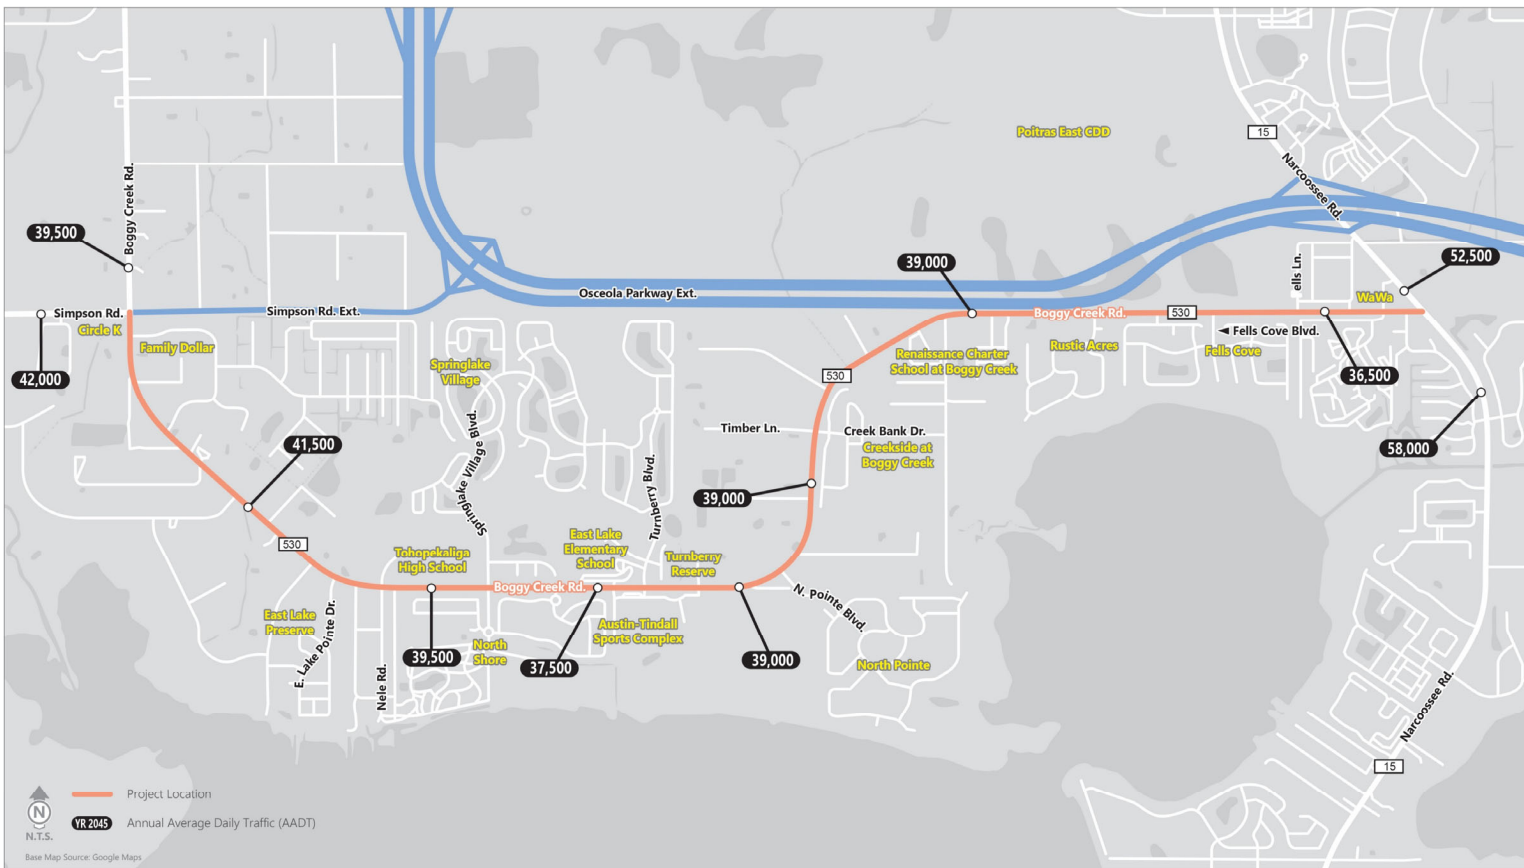 Poitras East CDD
15
Narcoossee Rd.
Boggy Creek Rd.
39,500
39,000
52,500
ells Ln.
Osceola Parkway Ext.
WaWa
Simpson Rd.
Simpson Rd. Ext.
Boggy Creek Rd.
530
Circle K
Fells Cove Blvd.
Family Dollar
Rustic Acres
Fells Cove
Renaissance Charter
School at Boggy Creek
Springlake
Village
42,000
530
36,500
Springlake Village Blvd.
Timber Ln.
Creek Bank Dr.
41,500
Creekside at
Boggy Creek
58,000
Turnberry Blvd.
39,000
530
East Lake
Elementary
School
Tohopekaliga
High School
Turnberry
Reserve
Boggy Creek Rd.
N. Pointe Blvd.
East Lake
Preserve
E. Lake Pointe Dr.
Austin-Tindall
Sports Complex
North
Shore
39,500
37,500
39,000
North Pointe
Nele Rd.
Narcoossee Rd.
15
N
N.T.S.
Project Location
YR 2045 Annual Average Daily Traffic (AADT)
Base Map Source: Google Maps